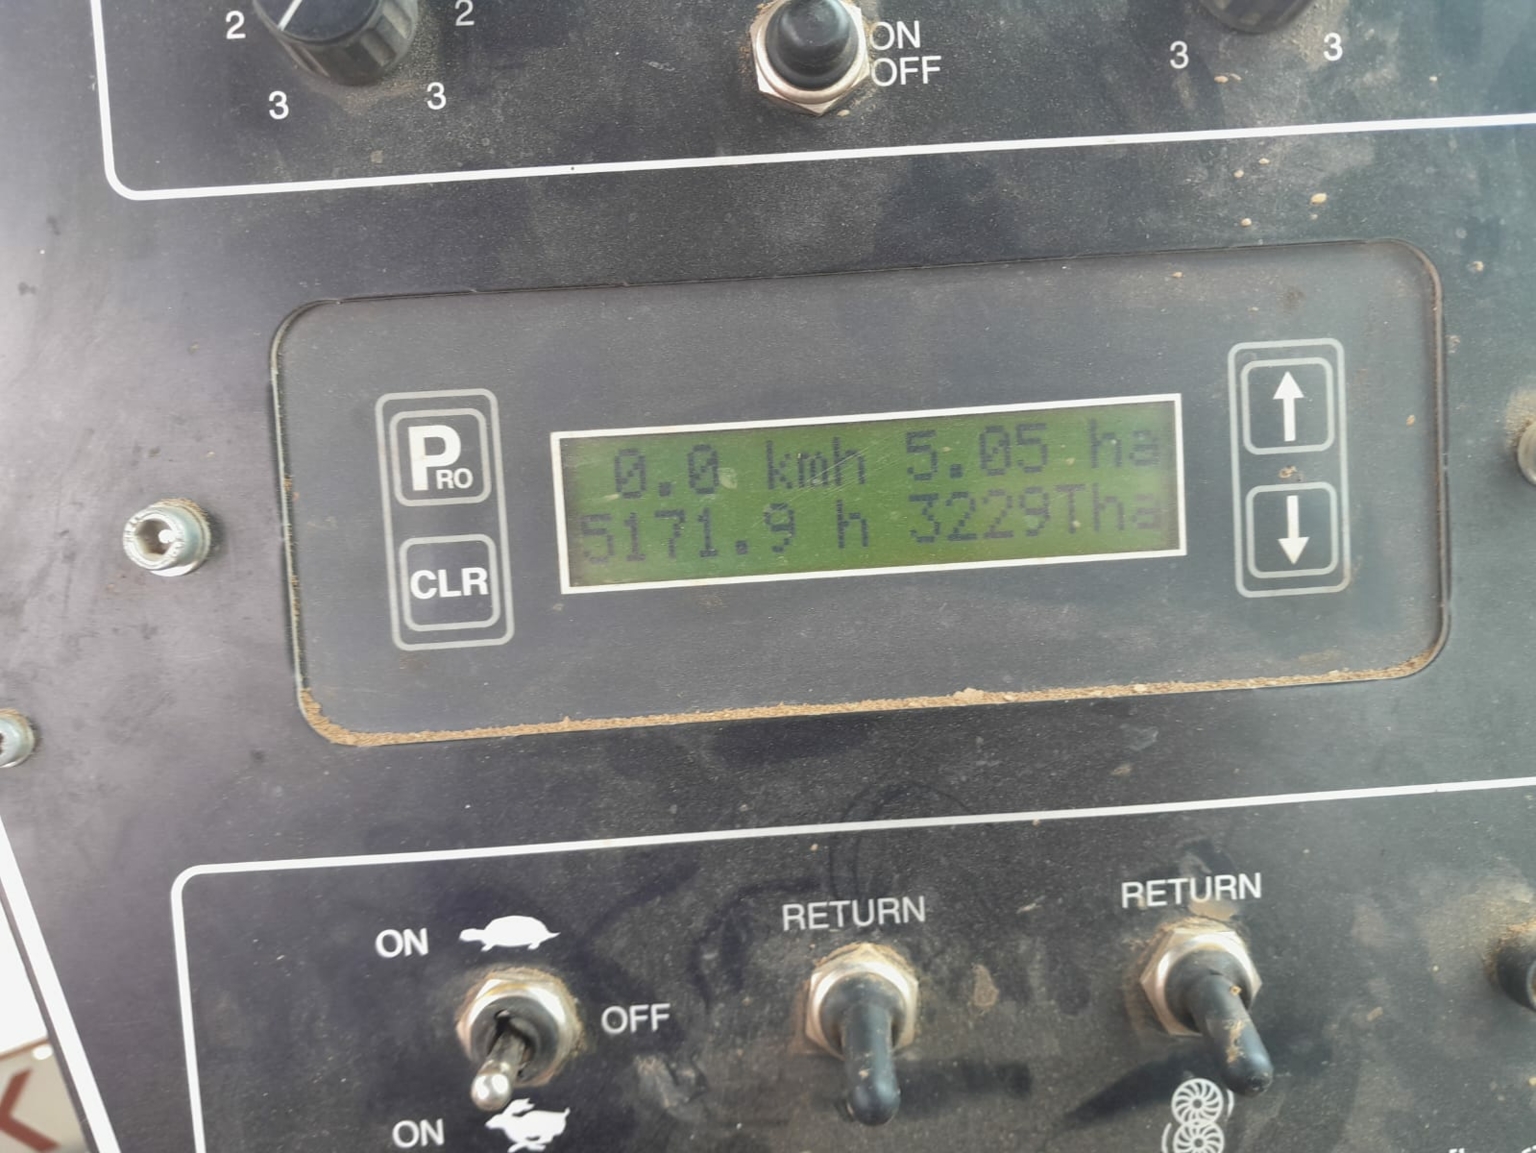 2 2
ON
OFF
3 3
3 3
PRO
CLR
0.0 kmh 5.05 ha
5171.9 h 3229Tha
ON
OFF
ON
RETURN
RETURN